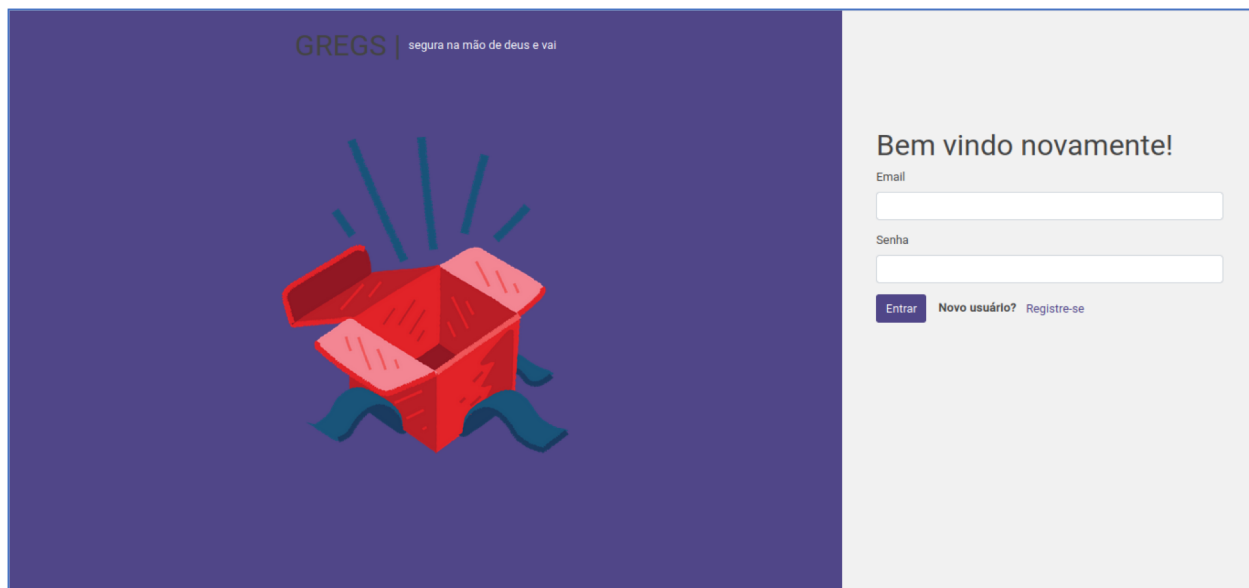 GREGS | segura na mão de deus e vai
Bem vindo novamente!
Email
Senha
Entrar Novo usuário? Registre-se